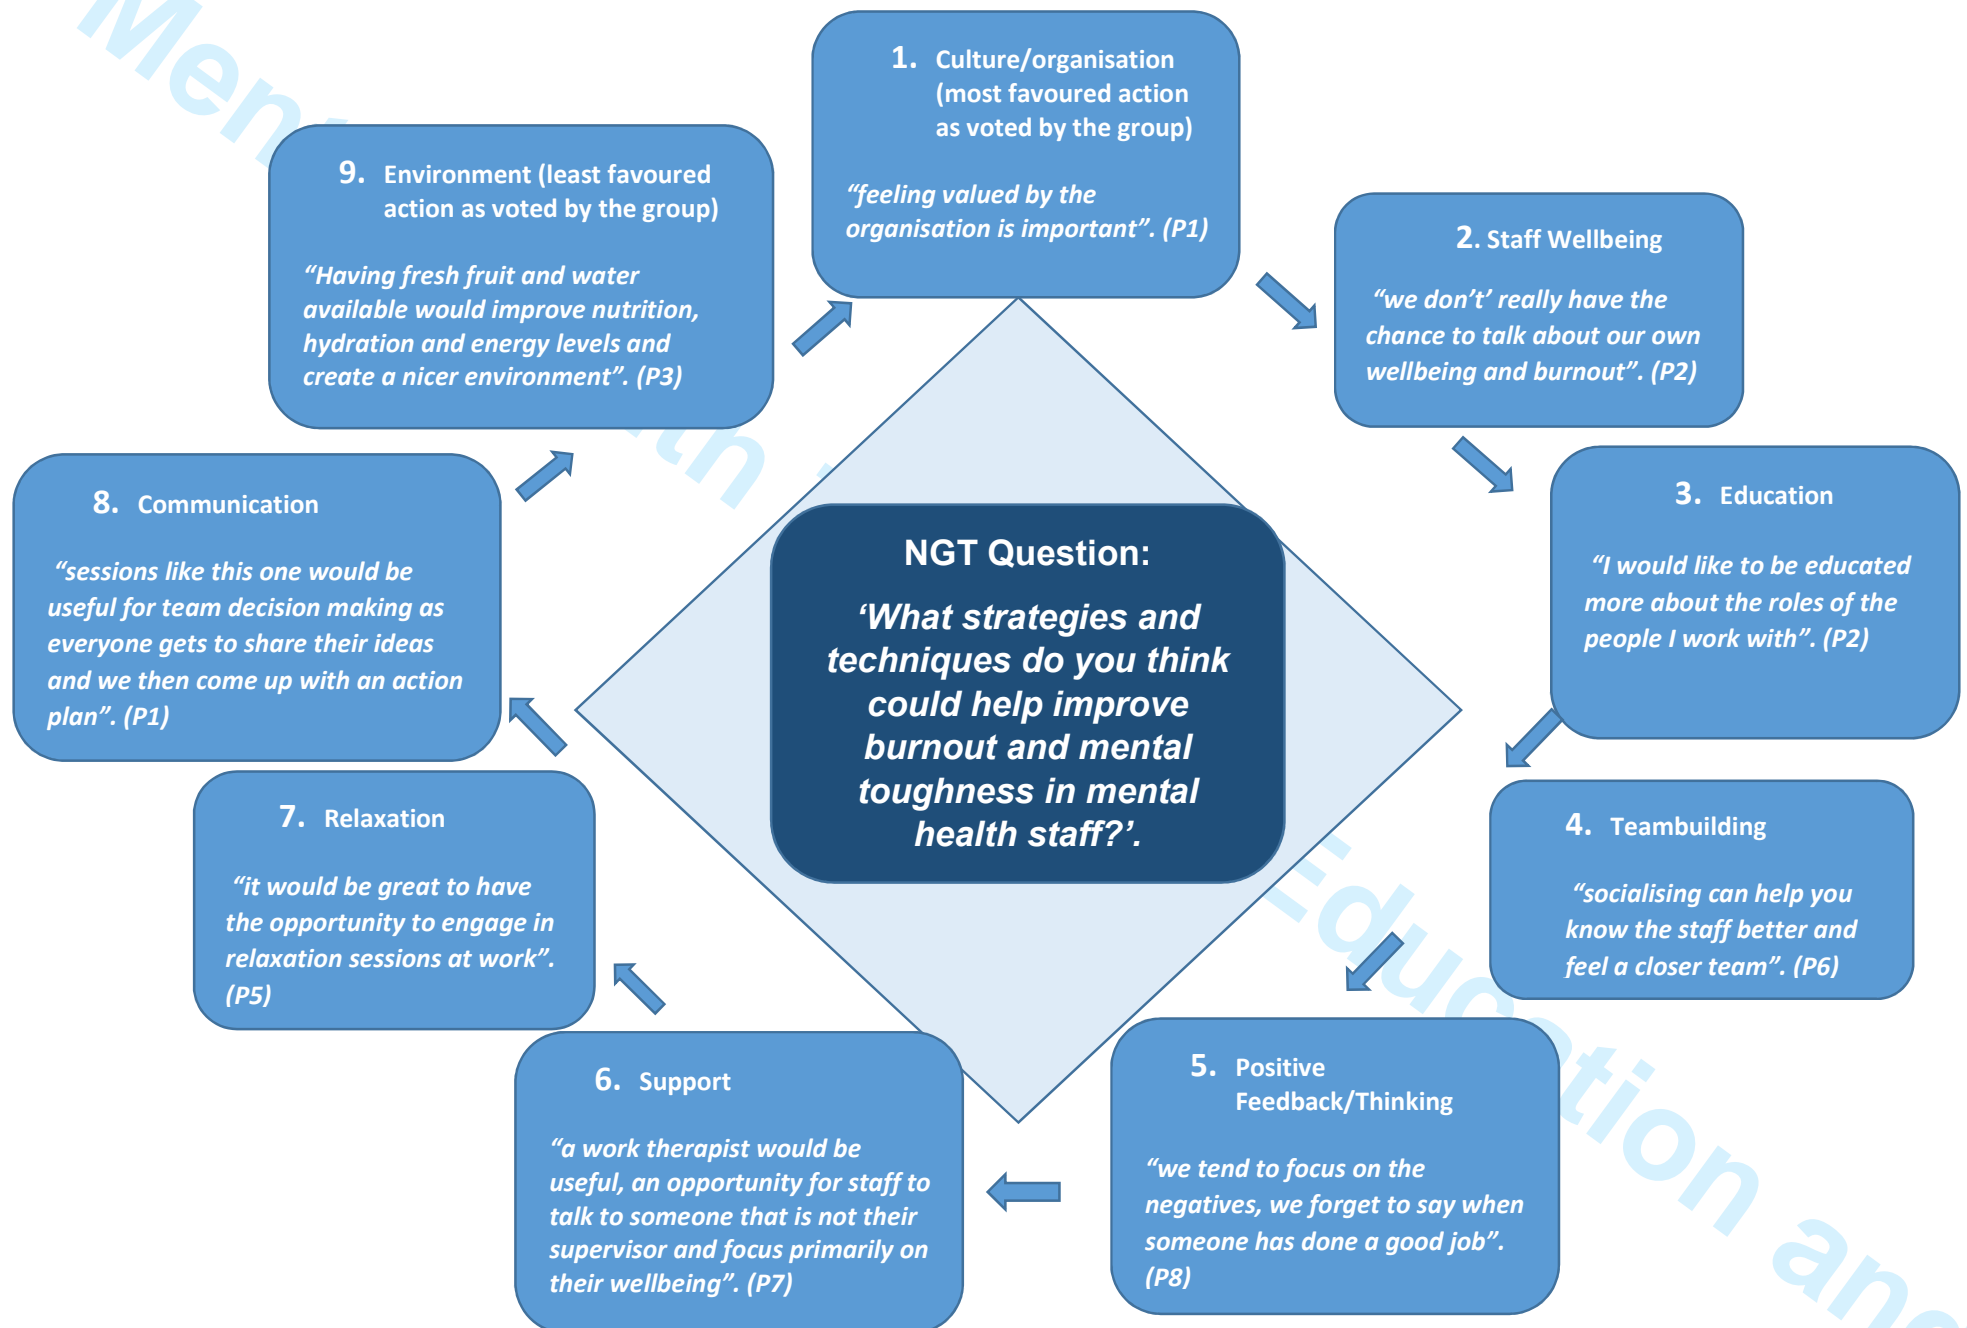 1. Culture/organisation
(most favoured action
as voted by the group)
“feeling valued by the
organisation is important”. (P1)
2. Staff Wellbeing
“we don’t’ really have the
chance to talk about our own
wellbeing and burnout”. (P2)
3. Education
“I would like to be educated
more about the roles of the
people I work with”. (P2)
4. Teambuilding
“socialising can help you
know the staff better and
feel a closer team”. (P6)
5. Positive
Feedback/Thinking
“we tend to focus on the
negatives, we forget to say when
someone has done a good job”.
(P8)
6. Support
“a work therapist would be
useful, an opportunity for staff to
talk to someone that is not their
supervisor and focus primarily on
their wellbeing”. (P7)
7. Relaxation
“it would be great to have
the opportunity to engage in
relaxation sessions at work”.
(P5)
8. Communication
“sessions like this one would be
useful for team decision making as
everyone gets to share their ideas
and we then come up with an action
plan”. (P1)
9. Environment (least favoured
action as voted by the group)
“Having fresh fruit and water
available would improve nutrition,
hydration and energy levels and
create a nicer environment”. (P3)
NGT Question:
‘What strategies and
techniques do you think
could help improve
burnout and mental
toughness in mental
health staff?’.